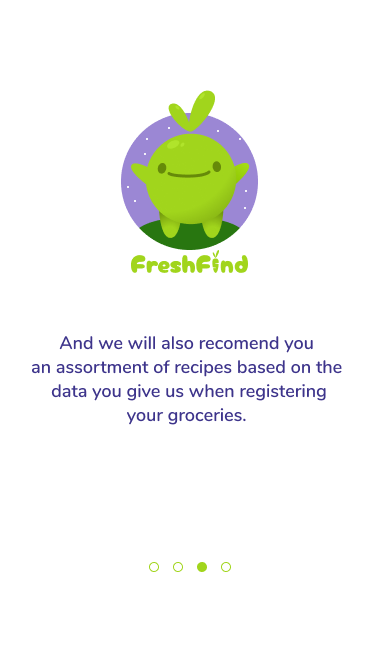 FreshFind
And we will also recomend you
an assortment of recipes based on the
data you give us when registering
your groceries.